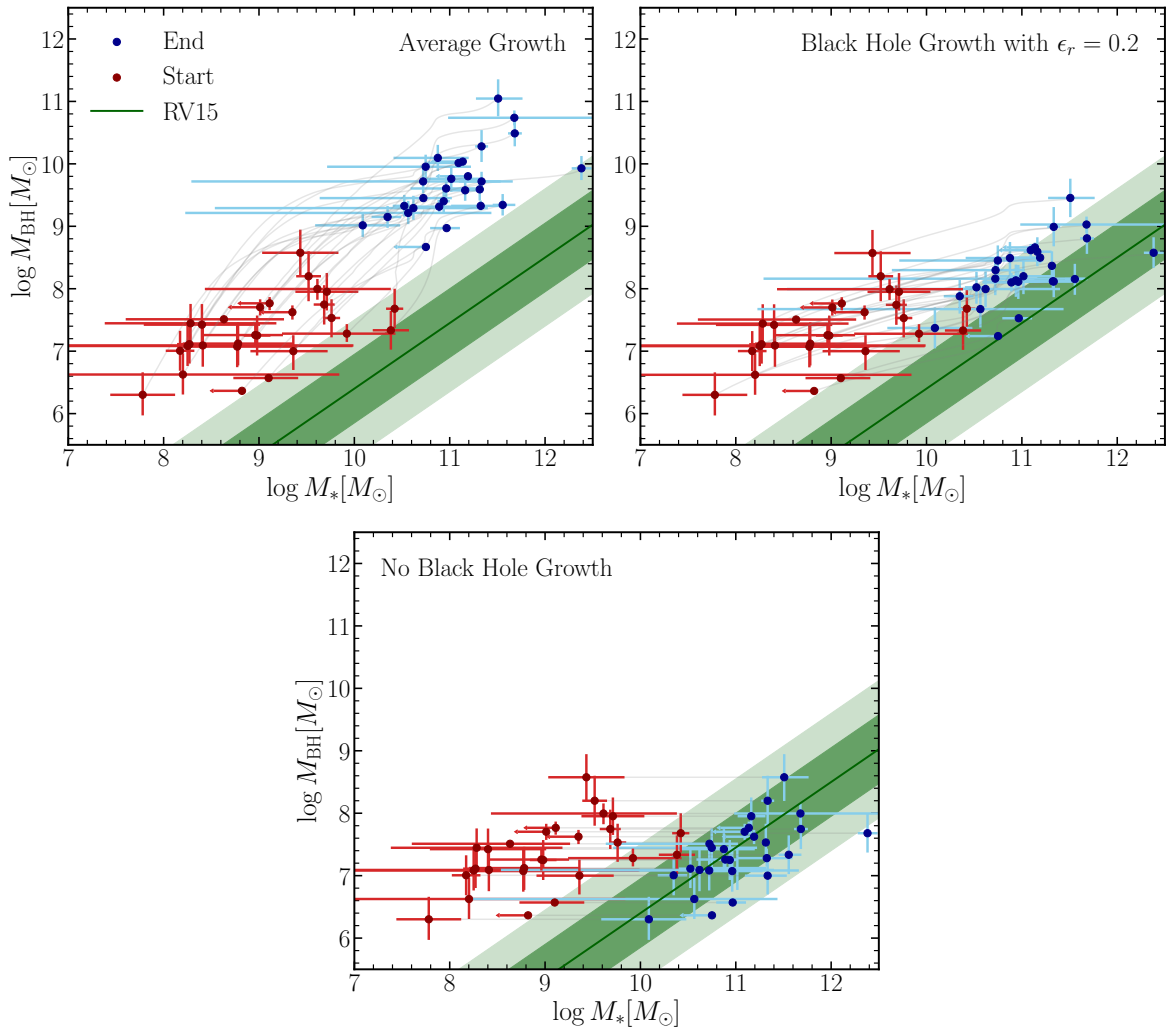 End
Start
RV15
Average Growth
12
11
10
9
8
7
6
log M_BH[M_⊙]
7 8 9 10 11 12
log M_*[M_⊙]
Black Hole Growth with ϵ_r = 0.2
12
11
10
9
8
7
6
log M_BH[M_⊙]
7 8 9 10 11 12
log M_*[M_⊙]
No Black Hole Growth
12
11
10
9
8
7
6
log M_BH[M_⊙]
7 8 9 10 11 12
log M_*[M_⊙]